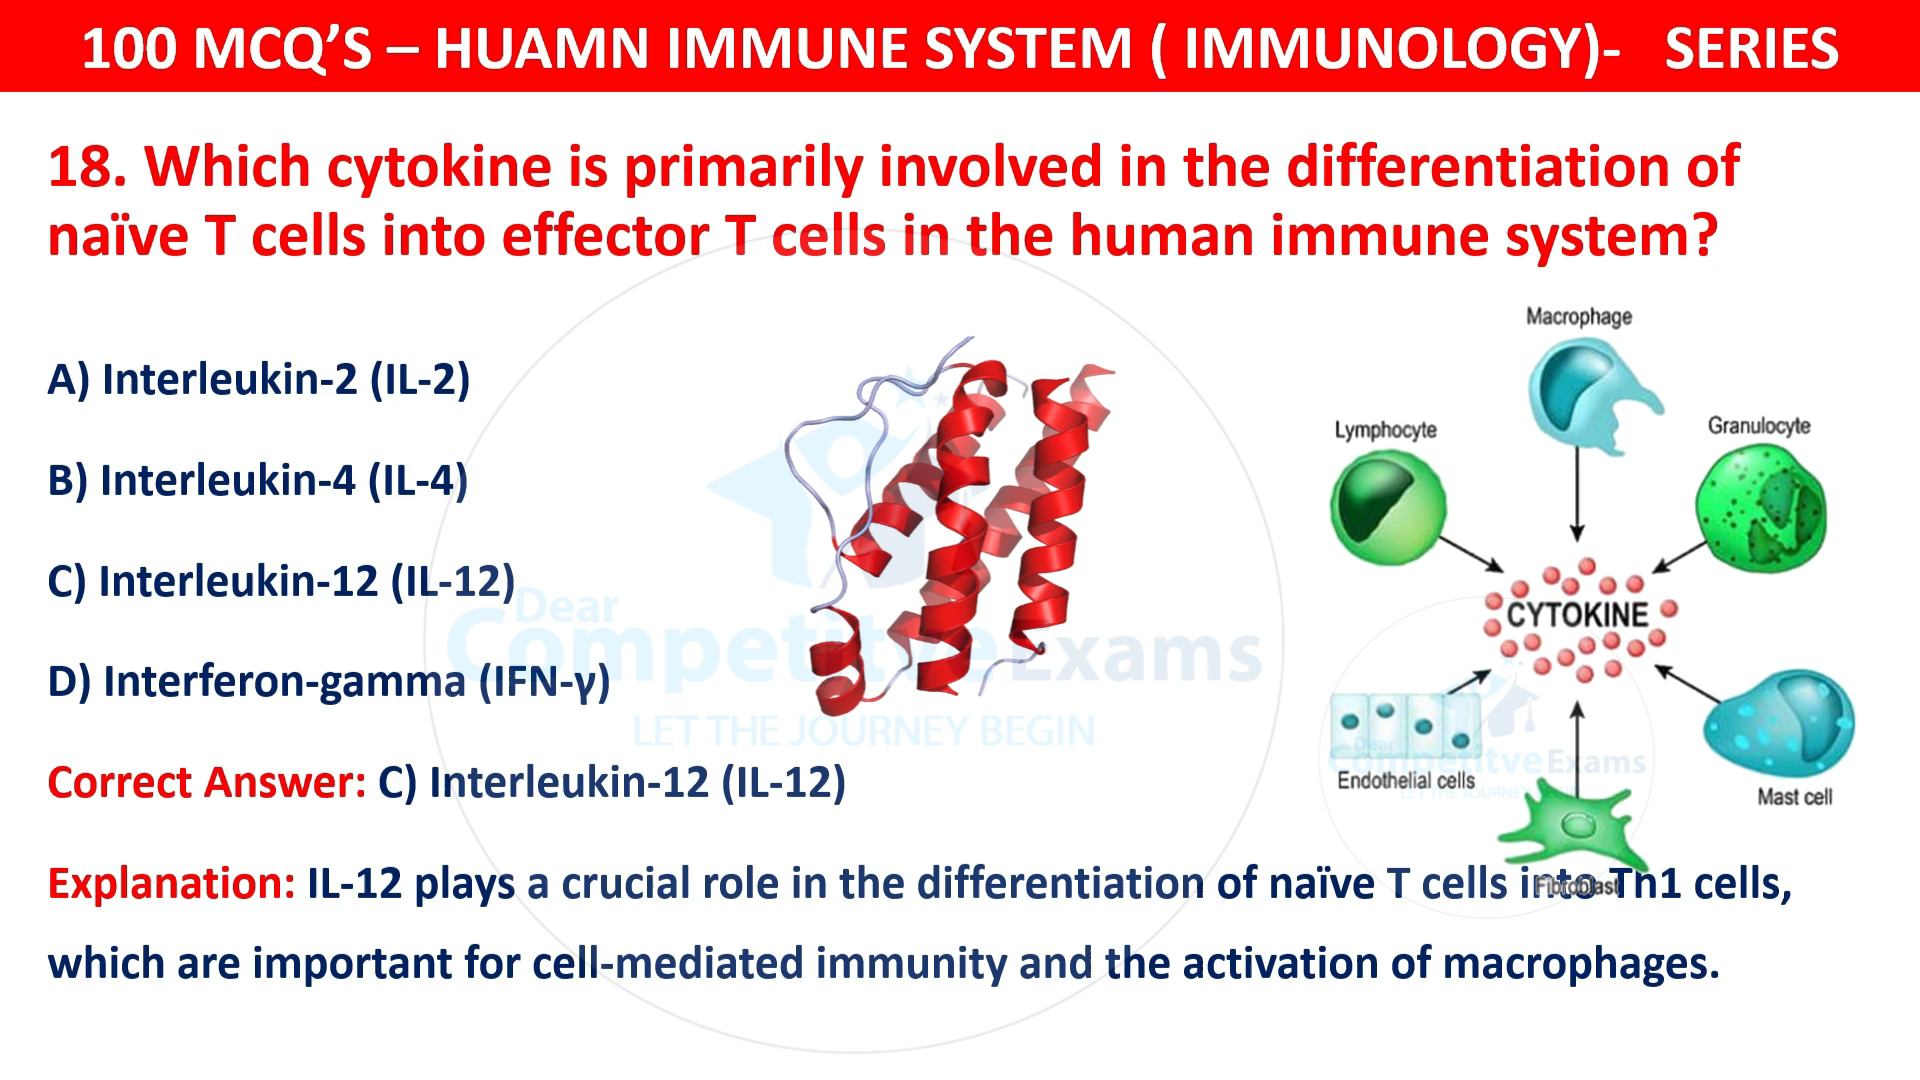 100 MCQ’S – HUAMN IMMUNE SYSTEM ( IMMUNOLOGY)- SERIES
18. Which cytokine is primarily involved in the differentiation of
naïve T cells into effector T cells in the human immune system?
A) Interleukin-2 (IL-2)
B) Interleukin-4 (IL-4)
C) Interleukin-12 (IL-12)
D) Interferon-gamma (IFN-γ)
Correct Answer: C) Interleukin-12 (IL-12)
Explanation: IL-12 plays a crucial role in the differentiation of naïve T cells into Th1 cells,
which are important for cell-mediated immunity and the activation of macrophages.
Macrophage
Lymphocyte
Granulocyte
CYTOKINE
Endothelial cells
Mast cell
Fibroblast
Dear
Competitve Exams
LET THE JOURNEY BEGIN
Dear
Competitve Exams